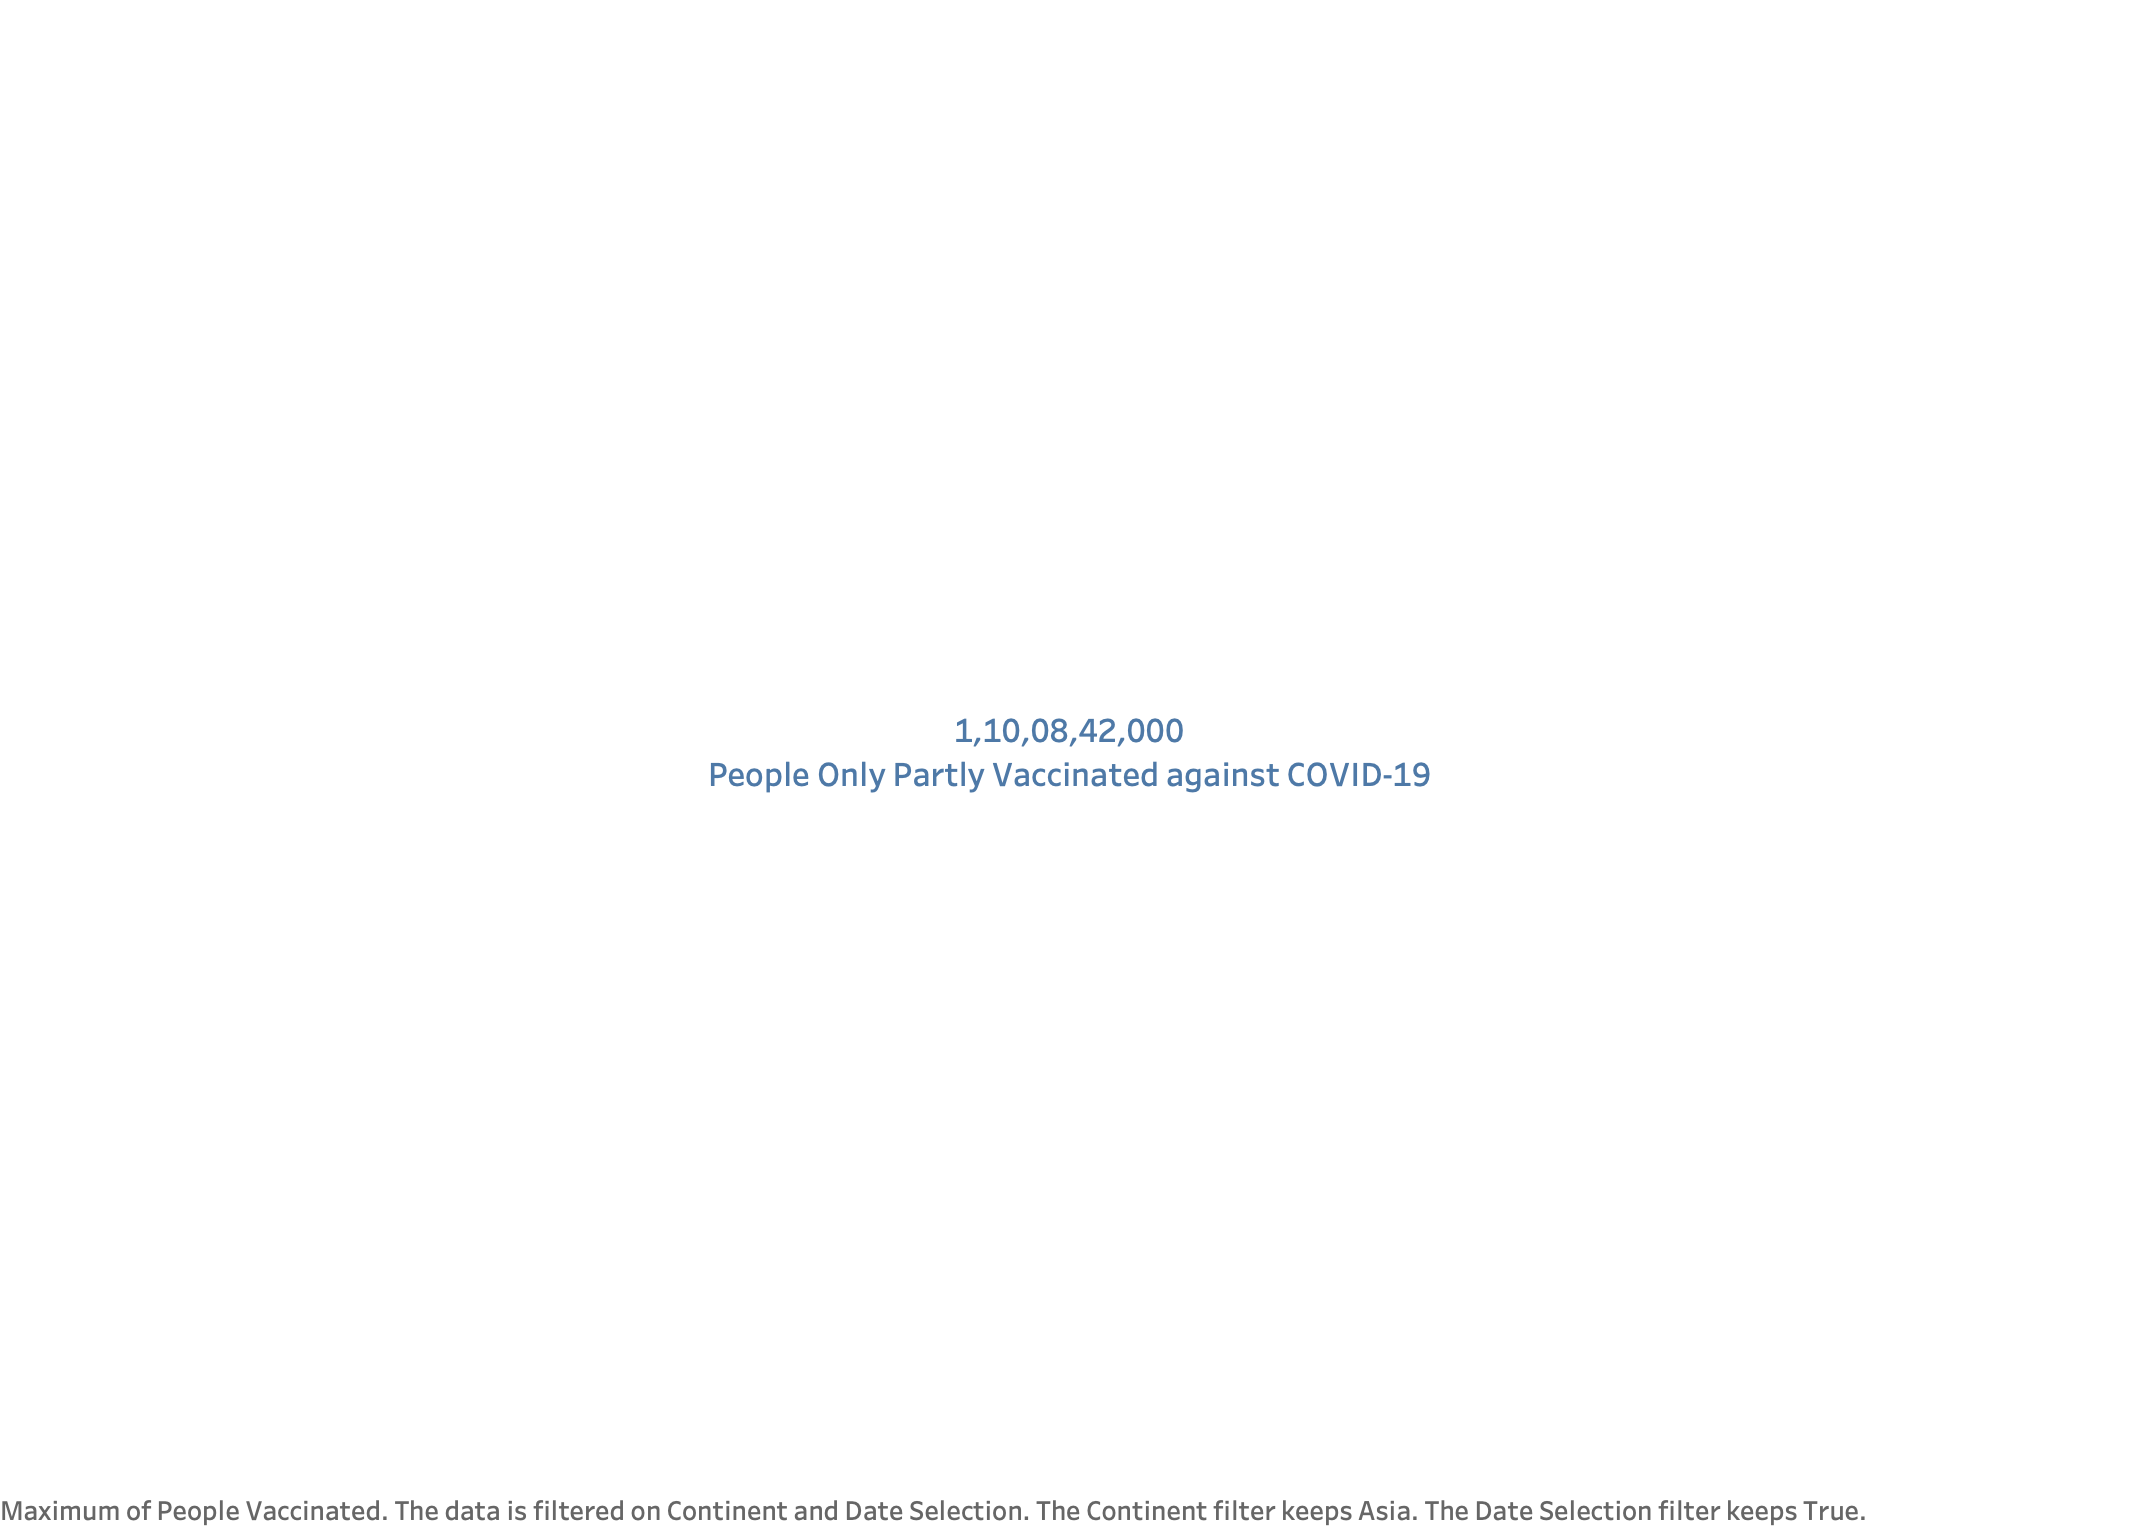 1,10,08,42,000
People Only Partly Vaccinated against COVID-19
Maximum of People Vaccinated. The data is filtered on Continent and Date Selection. The Continent filter keeps Asia. The Date Selection filter keeps True.